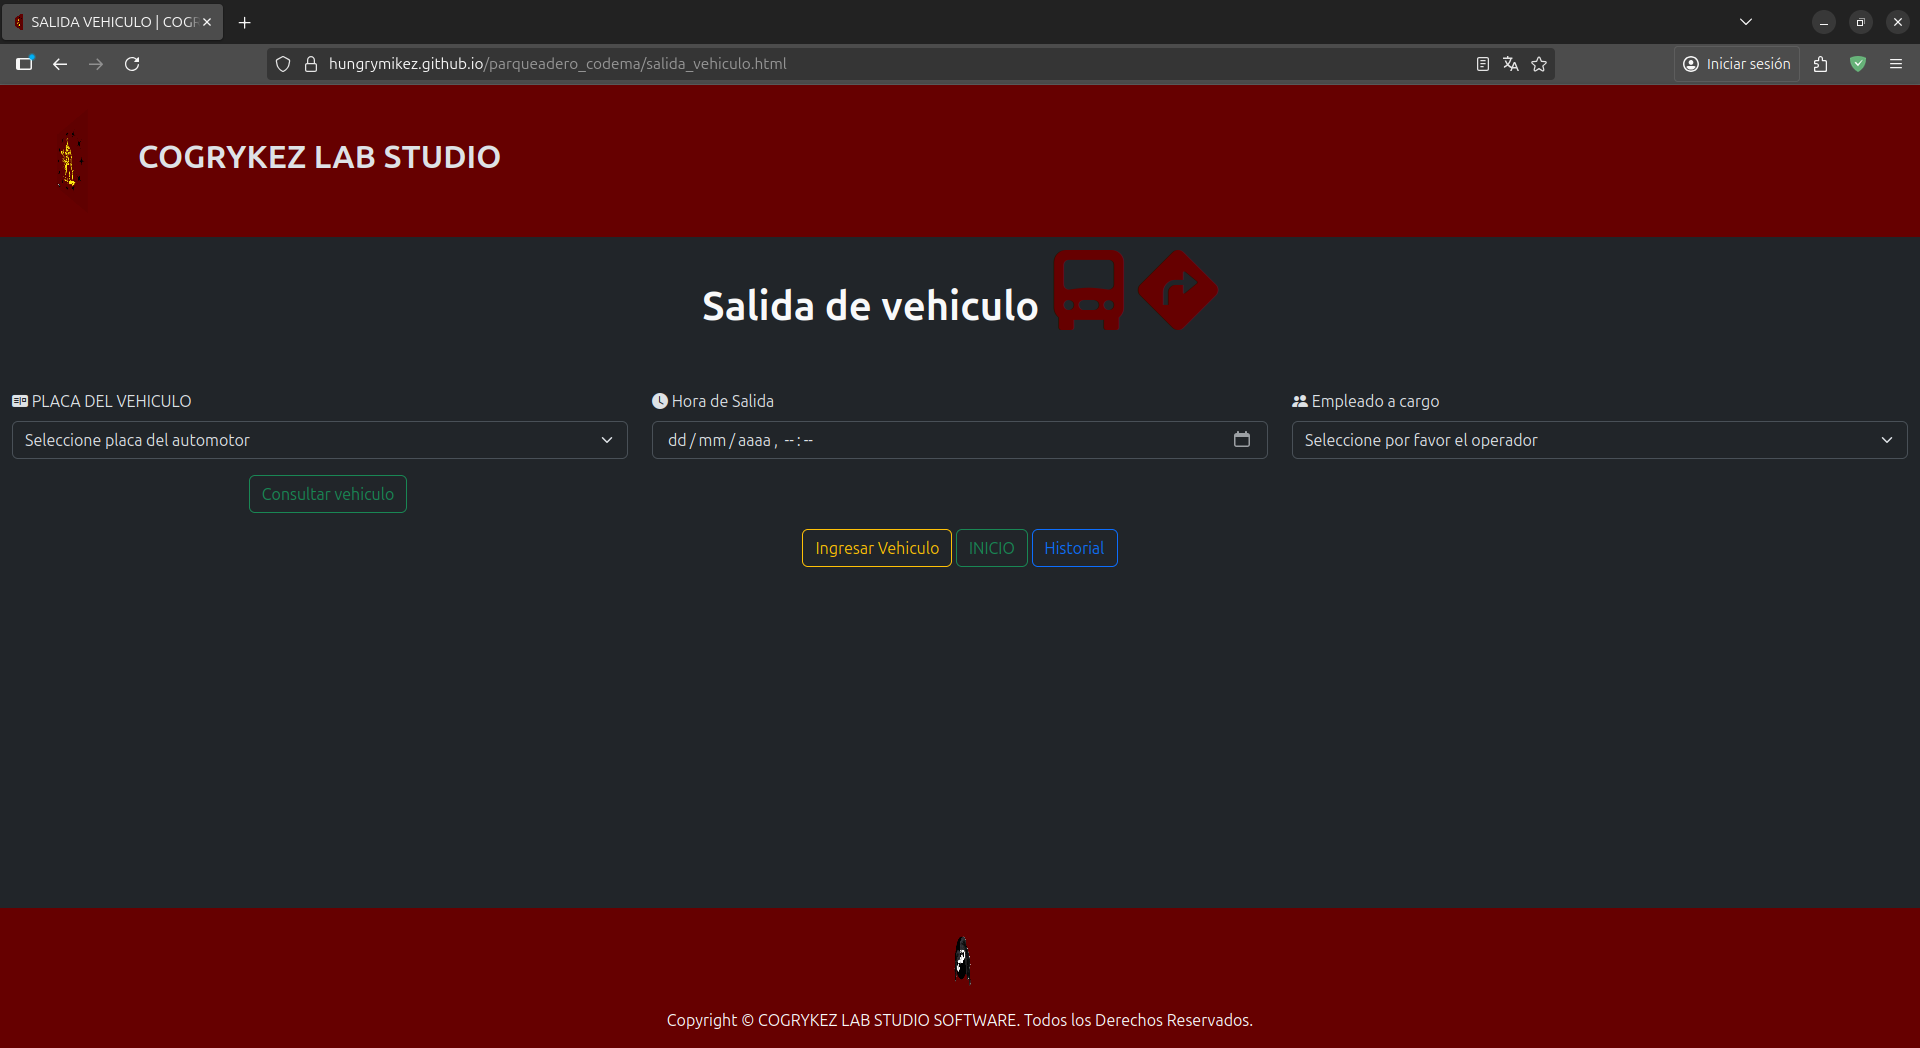 SALIDA VEHICULO | COGR
hungrymikez.github.io/parqueadero_codema/salida_vehiculo.html
Iniciar sesión
COGRYKEZ LAB STUDIO
Salida de vehiculo
PLACA DEL VEHICULO
Hora de Salida
Empleado a cargo
Seleccione placa del automotor
dd/mm/aaaa, --:--
Seleccione por favor el operador
Consultar vehiculo
Ingresar Vehiculo
INICIO
Historial
Copyright © COGRYKEZ LAB STUDIO SOFTWARE. Todos los Derechos Reservados.